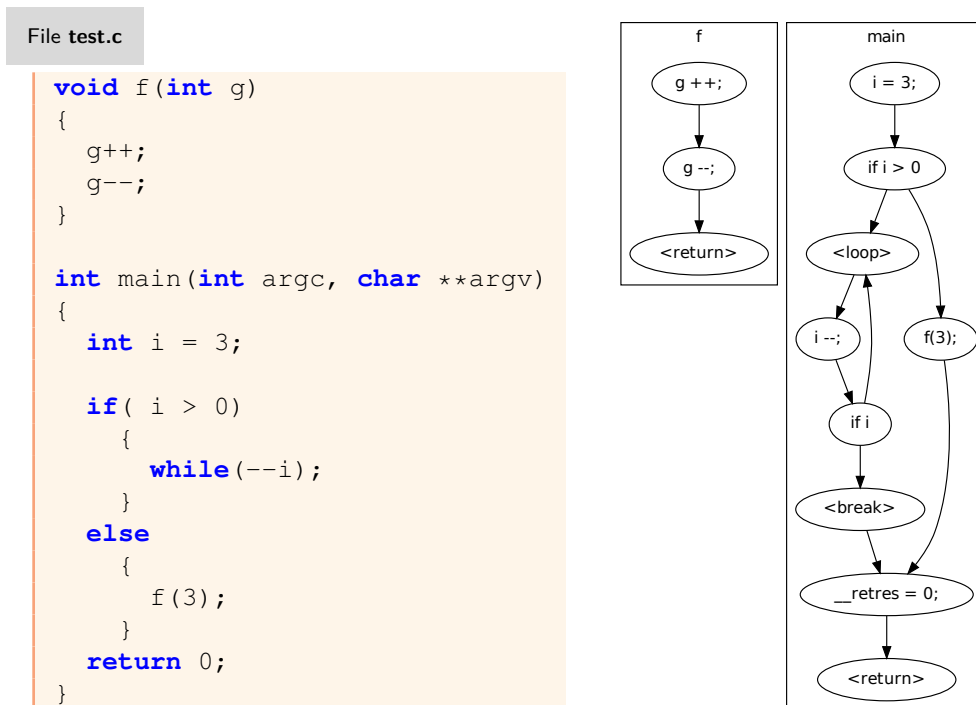 File test.c
void f(int g)
{
  g++;
  g--;
}

int main(int argc, char **argv)
{
  int i = 3;

  if( i > 0)
    {
      while(--i);
    }
  else
    {
      f(3);
    }
  return 0;
}
f
g ++;
g --;
<return>
main
i = 3;
if i > 0
<loop>
i --;
f(3);
if i
<break>
__retres = 0;
<return>